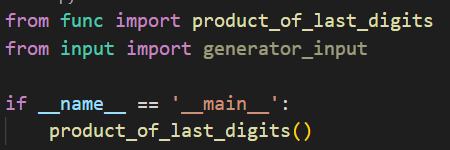 from func import product_of_last_digits
from input import generator_input
if __name__ == '__main__':
    product_of_last_digits()